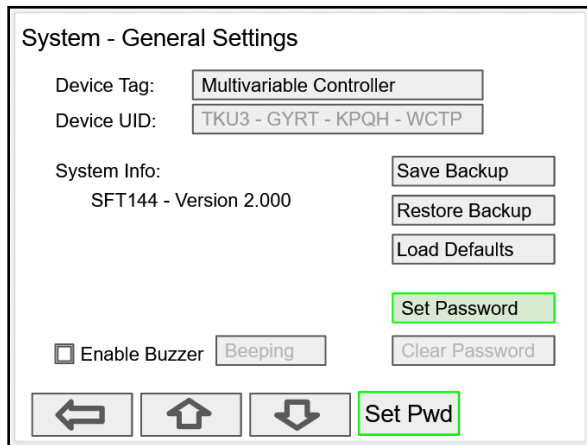 System - General Settings
Device Tag: Multivariable Controller
Device UID: TKU3 - GYRT - KPQH - WCTP
System Info: Save Backup
SFT144 - Version 2.000
Restore Backup
Load Defaults
Set Password
Enable Buzzer Beeping Clear Password
Set Pwd